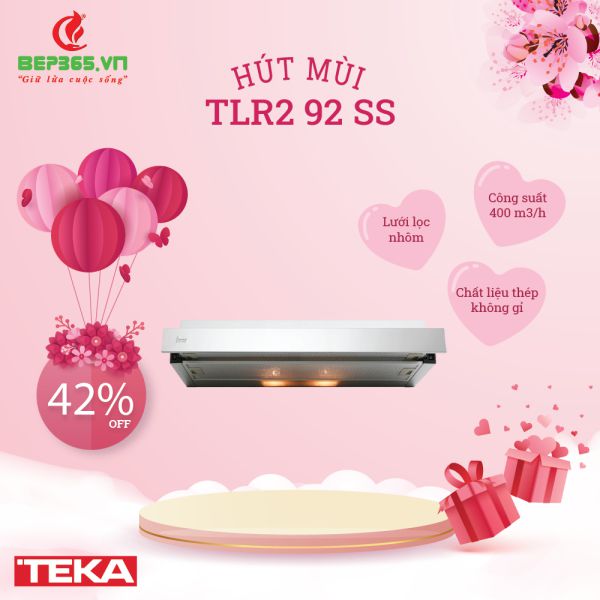 BEP365.VN
"Giữ lửa cuộc sống"
HÚT MÙI
TLR2 92 SS
Công suất
400 m3/h
Lưới lọc
nhôm
Chất liệu thép
không gỉ
42%
OFF
TEKA